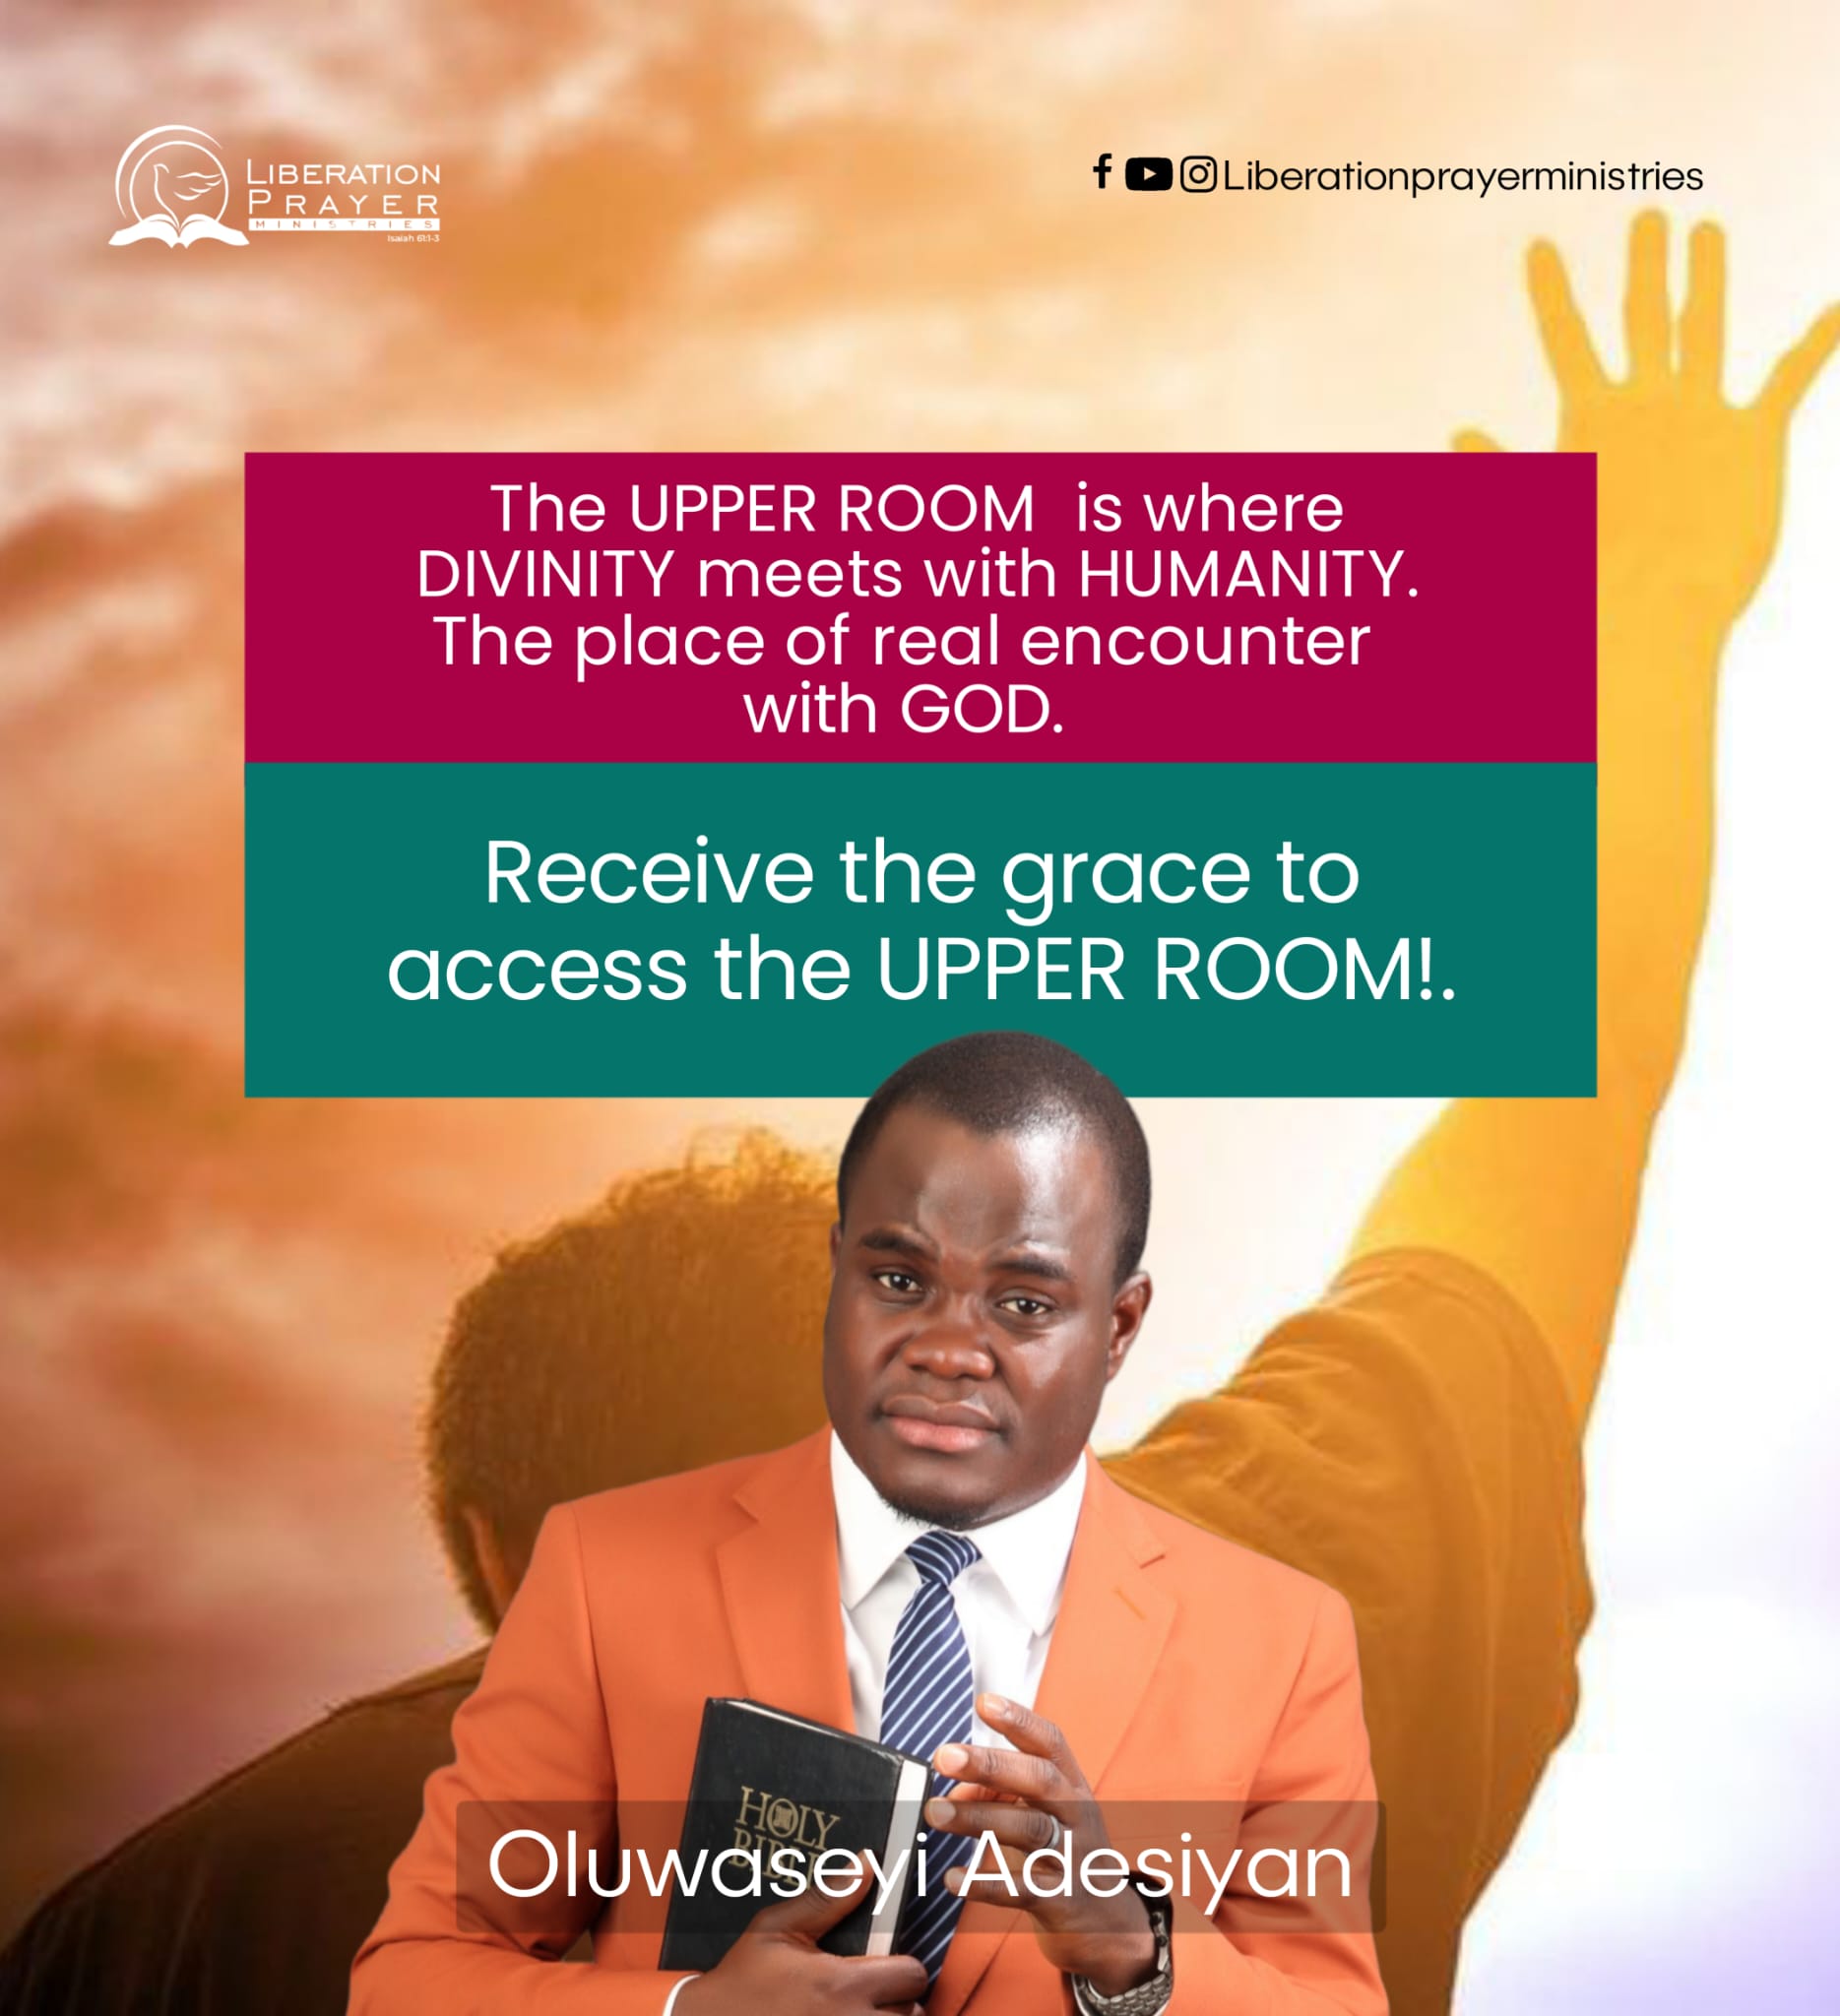 LIBERATION
PRAYER
MINISTRIES
Isaiah 61:1-3
Liberationprayerministries
The UPPER ROOM is where
DIVINITY meets with HUMANITY.
The place of real encounter
with GOD.
Receive the grace to
access the UPPER ROOM!.
HOLY
BIBLE
Oluwaseyi Adesiyan